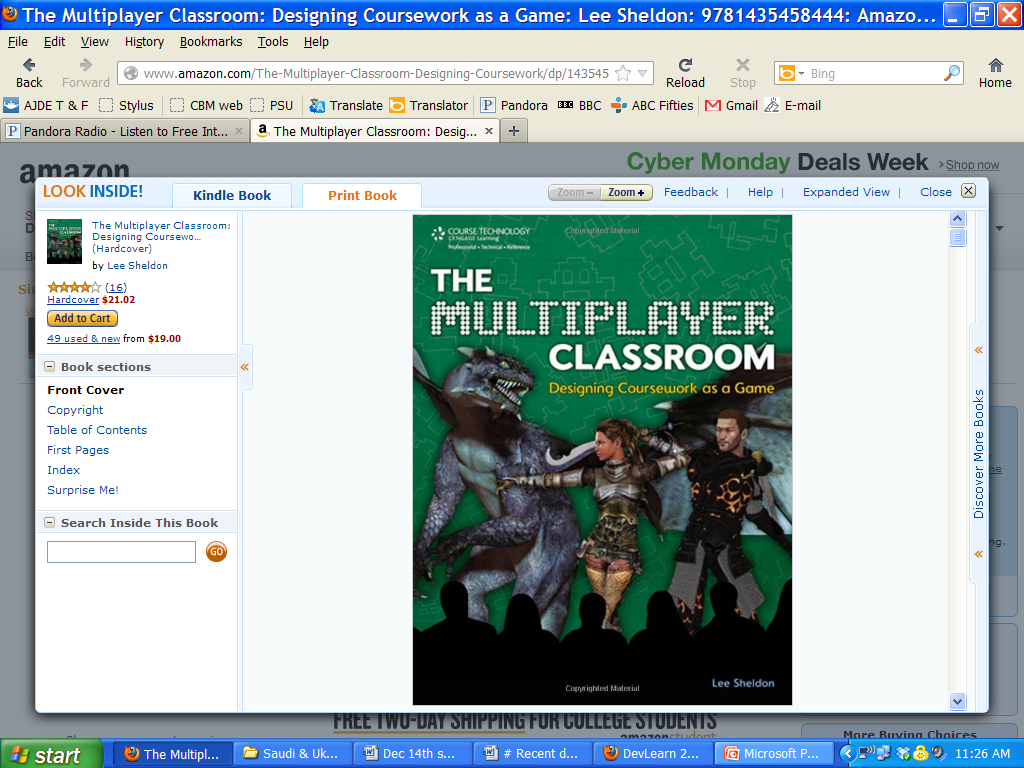 The Multiplayer Classroom: Designing Coursework as a Game: Lee Sheldon: 9781435458444: Amazo...
File Edit View History Bookmarks Tools Help
Back Forward www.amazon.com/The-Multiplayer-Classroom-Designing-Coursework/dp/143545 Reload Stop Bing Home
AJDE T & F Stylus CBM web PSU Translate Translator Pandora BBC ABC Fifties Gmail E-mail
Pandora Radio - Listen to Free Int... The Multiplayer Classroom: Desig...
amazon Cyber Monday Deals Week Shop now
LOOK INSIDE! Kindle Book Print Book Zoom - Zoom + Feedback | Help | Expanded View | Close
The Multiplayer Classroom:
Designing Coursewo...
(Hardcover)
by Lee Sheldon
(16)
Hardcover $21.02
Add to Cart
49 used & new from $19.00
Book sections
Front Cover
Copyright
Table of Contents
First Pages
Index
Surprise Me!
Search Inside This Book
GO
COURSE TECHNOLOGY
CENGAGE Learning
Professional • Technical • Reference
Copyrighted Material
THE
MULTIPLAYER
CLASSROOM
Designing Coursework as a Game
Copyrighted Material
Lee Sheldon
Discover More Books
FREE TWO-DAY SHIPPING FOR COLLEGE STUDENTS
More Buying Choices
start The Multipl... Saudi & Uk... Dec 14th s... # Recent d... DevLearn 2... Microsoft P... 11:26 AM